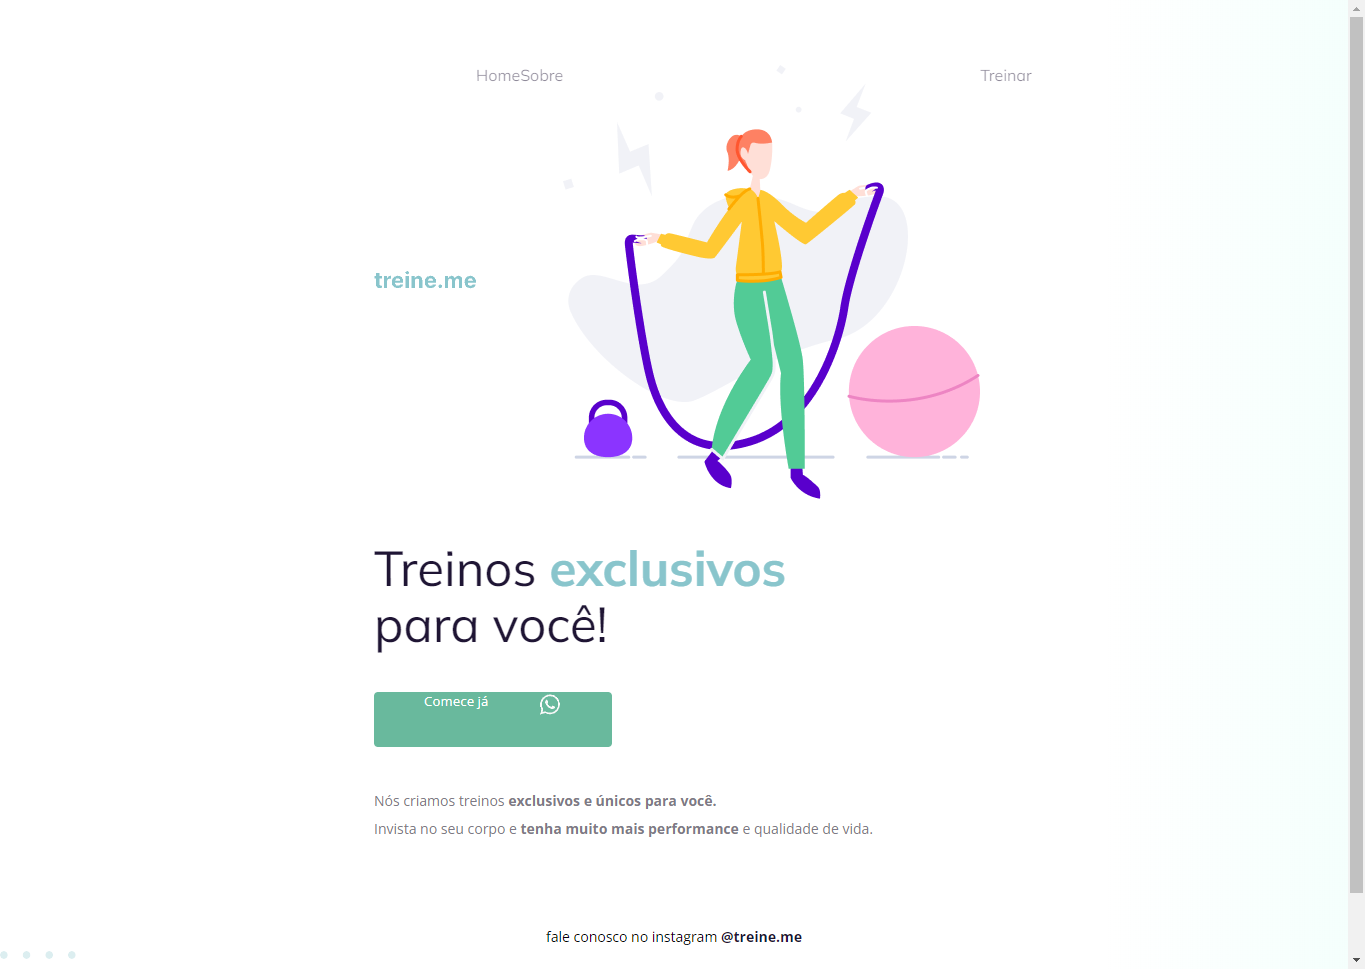 HomeSobre
Treinar
treine.me
Treinos exclusivos
para você!
Comece já
Nós criamos treinos exclusivos e únicos para você.
Invista no seu corpo e tenha muito mais performance e qualidade de vida.
fale conosco no instagram @treine.me